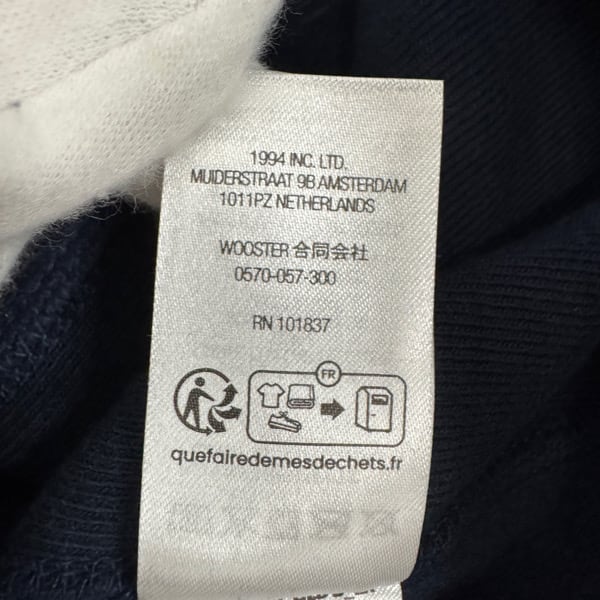 1994 INC. LTD.
MUIDERSTRAAT 9B AMSTERDAM
1011PZ NETHERLANDS
WOOSTER 合同会社
0570-057-300
RN 101837
FR
quefairedemesdechets.fr